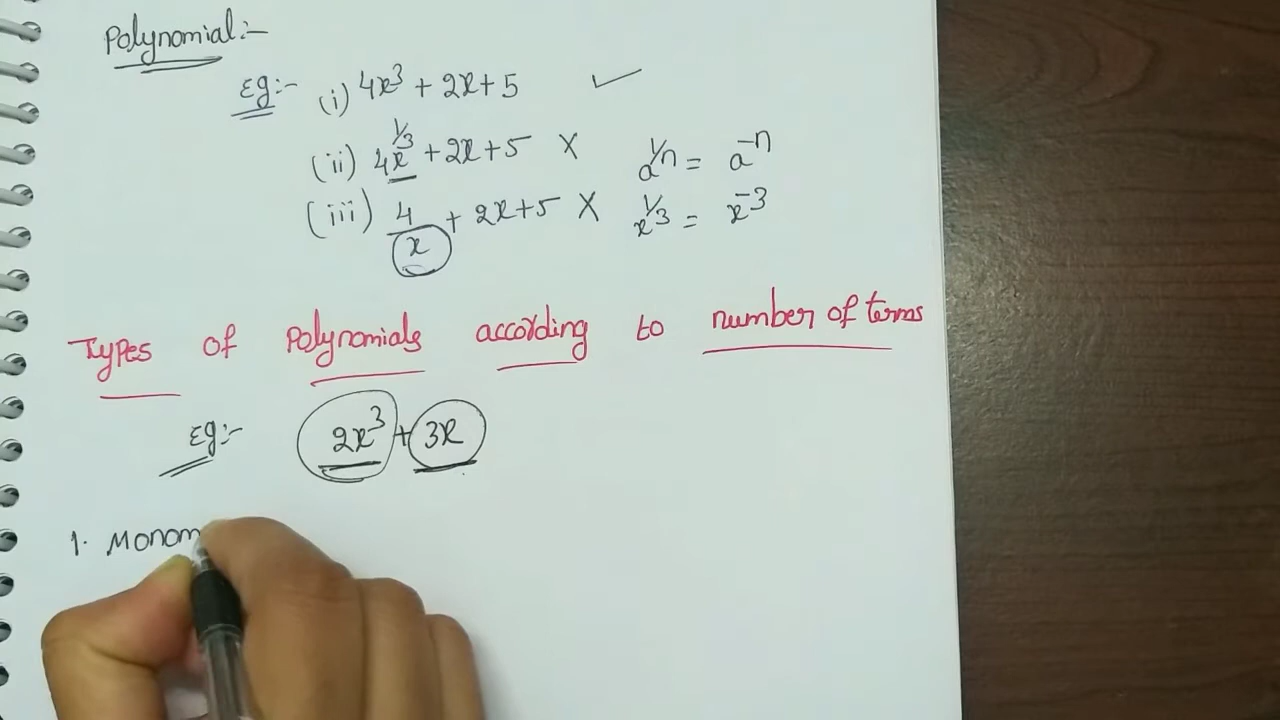 Polynomial:-
Eg:- (i) 4x³ + 2x + 5 ✓
(ii) 4x^1/3 + 2x + 5 X a^1/n = a^-n
(iii) 4/x + 2x + 5 X x^1/3 = x^-3
Types of Polynomials according to number of terms
Eg:- 2x³ + 3x
1. Monom